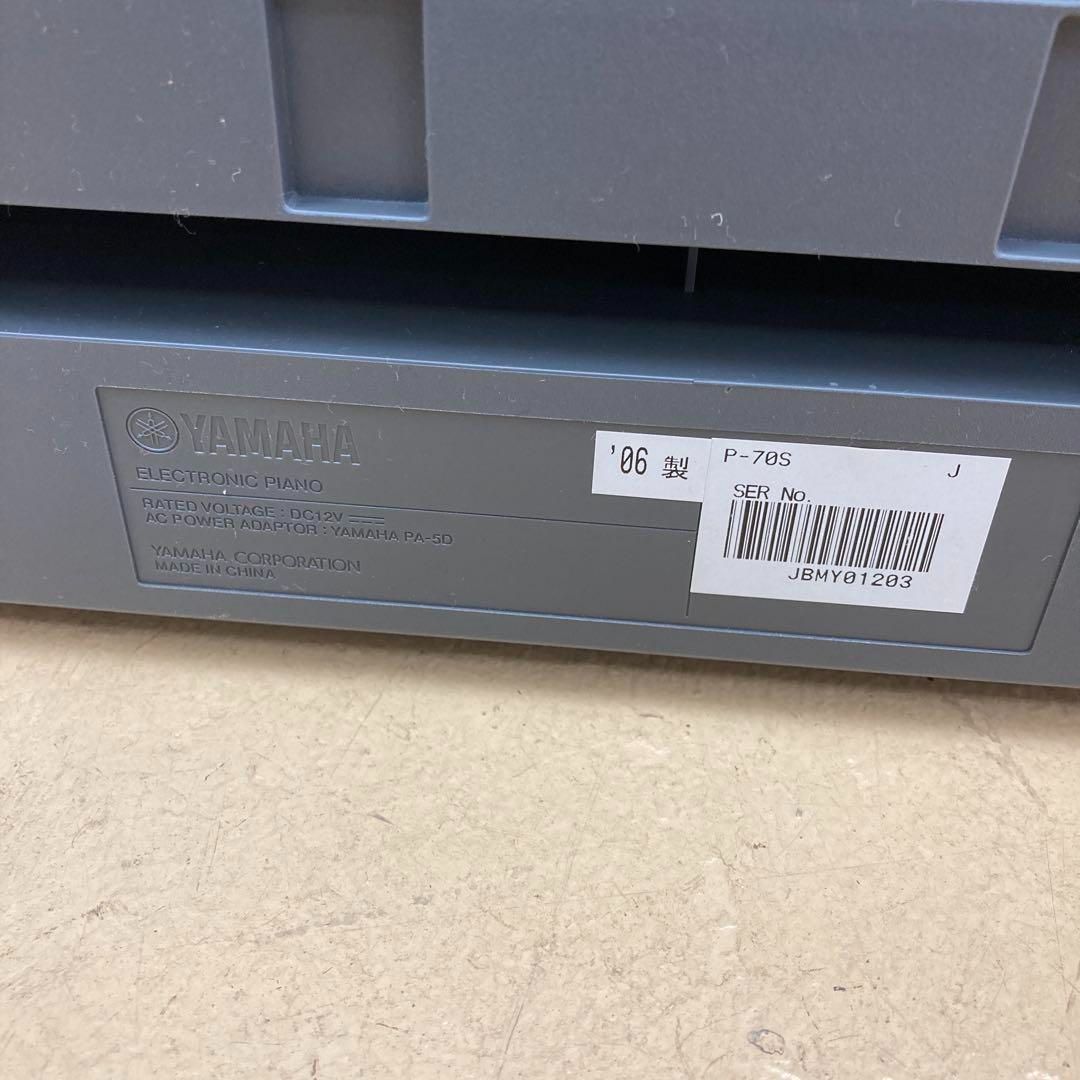 YAMAHA
ELECTRONIC PIANO
RATED VOLTAGE : DC12V ⎓
AC POWER ADAPTOR : YAMAHA PA-5D
YAMAHA CORPORATION
MADE IN CHINA
'06 製
P-70S J
SER No.
JBMY01203